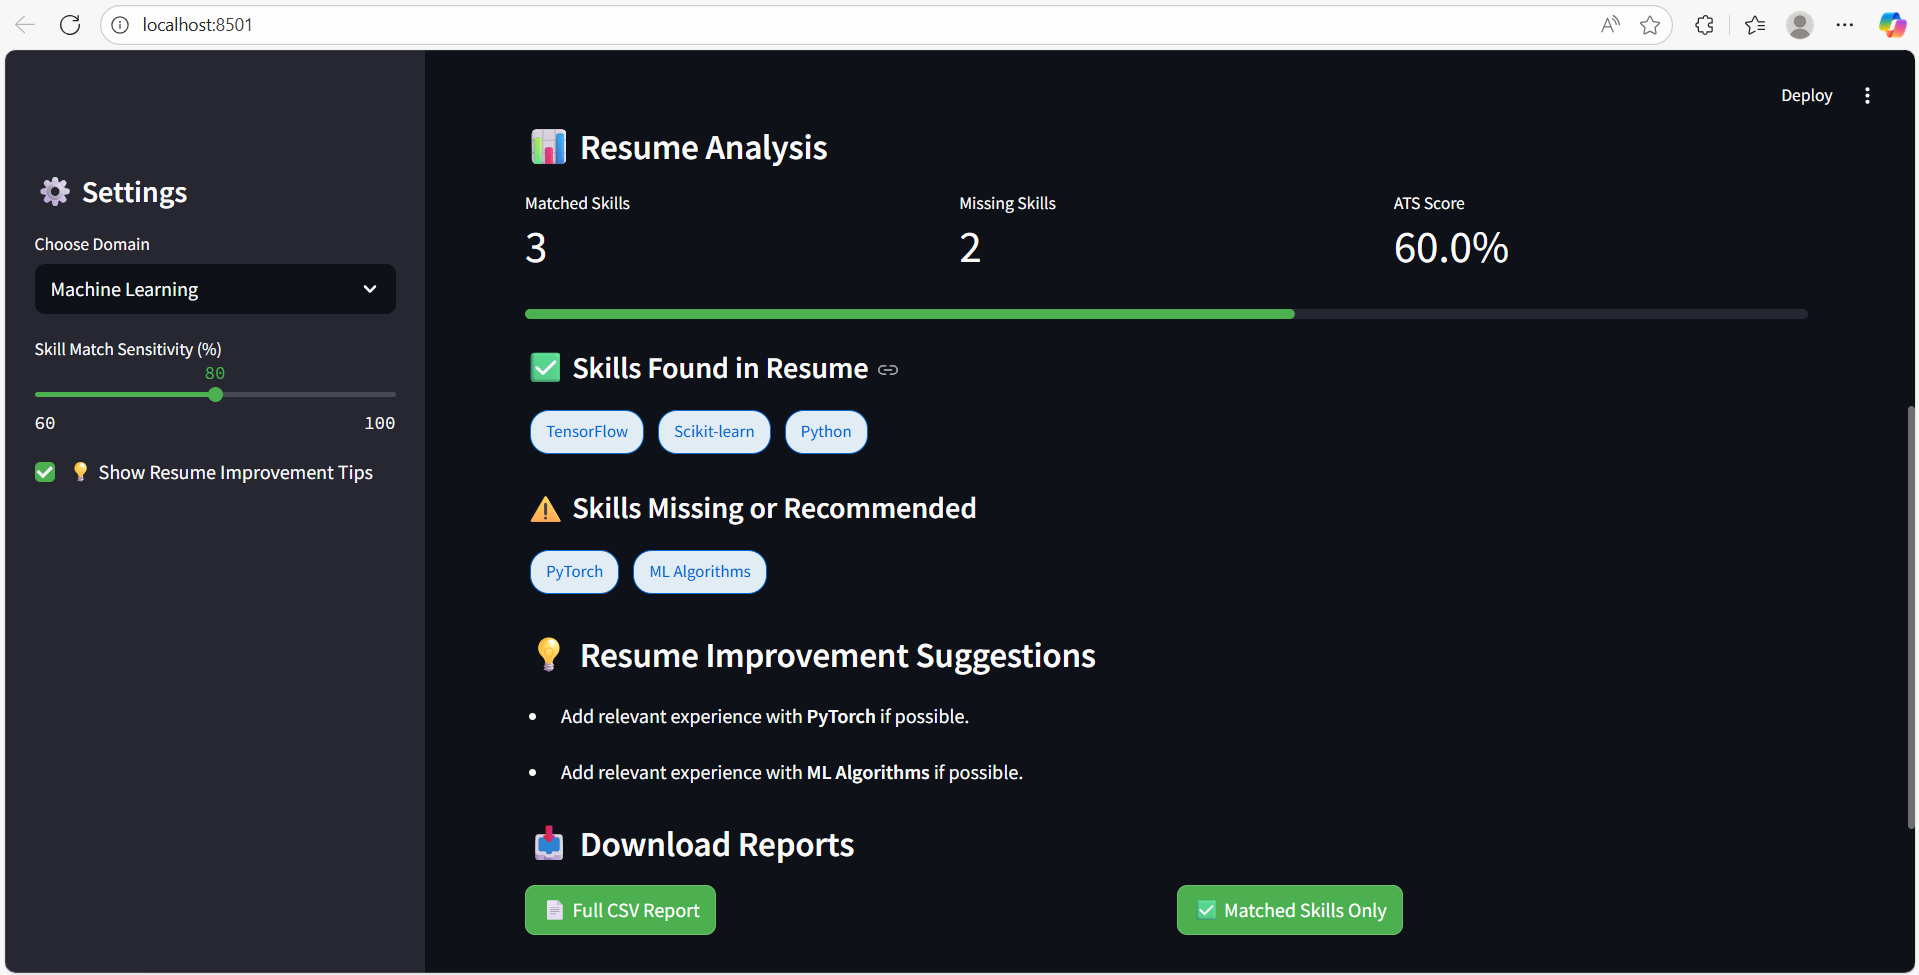 localhost:8501
Deploy
Settings
Choose Domain
Machine Learning
Skill Match Sensitivity (%)
80
60 100
Show Resume Improvement Tips
Resume Analysis
Matched Skills Missing Skills ATS Score
3 2 60.0%
Skills Found in Resume
TensorFlow Scikit-learn Python
Skills Missing or Recommended
PyTorch ML Algorithms
Resume Improvement Suggestions
• Add relevant experience with PyTorch if possible.
• Add relevant experience with ML Algorithms if possible.
Download Reports
Full CSV Report Matched Skills Only